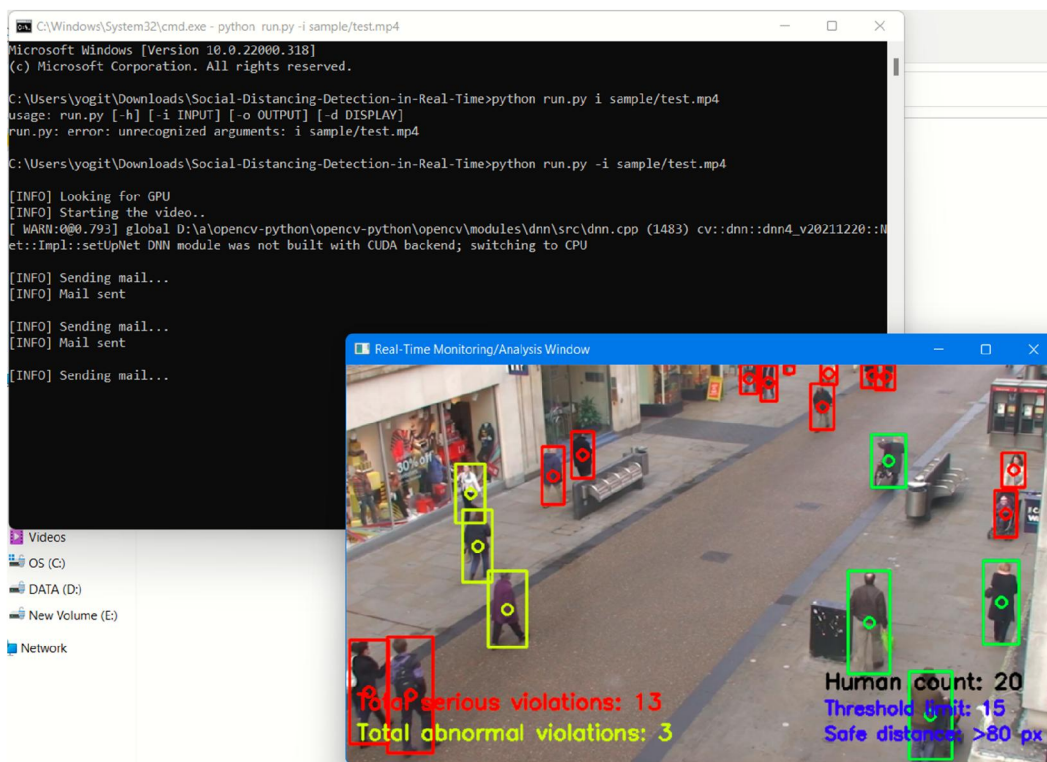 C:\Windows\System32\cmd.exe - python run.py -i sample/test.mp4
Microsoft Windows [Version 10.0.22000.318]
(c) Microsoft Corporation. All rights reserved.
C:\Users\yogit\Downloads\Social-Distancing-Detection-in-Real-Time>python run.py i sample/test.mp4
usage: run.py [-h] [-i INPUT] [-o OUTPUT] [-d DISPLAY]
run.py: error: unrecognized arguments: i sample/test.mp4
C:\Users\yogit\Downloads\Social-Distancing-Detection-in-Real-Time>python run.py -i sample/test.mp4
[INFO] Looking for GPU
[INFO] Starting the video..
[ WARN:0@0.793] global D:\a\opencv-python\opencv-python\opencv\modules\dnn\src\dnn.cpp (1483) cv::dnn::dnn4_v20211220::N
et::Impl::setUpNet DNN module was not built with CUDA backend; switching to CPU
[INFO] Sending mail...
[INFO] Mail sent
[INFO] Sending mail...
[INFO] Mail sent
[INFO] Sending mail...
Real-Time Monitoring/Analysis Window
30% off
Total serious violations: 13
Total abnormal violations: 3
Human count: 20
Threshold limit: 15
Safe distance: >80 px
Videos
OS (C:)
DATA (D:)
New Volume (E:)
Network